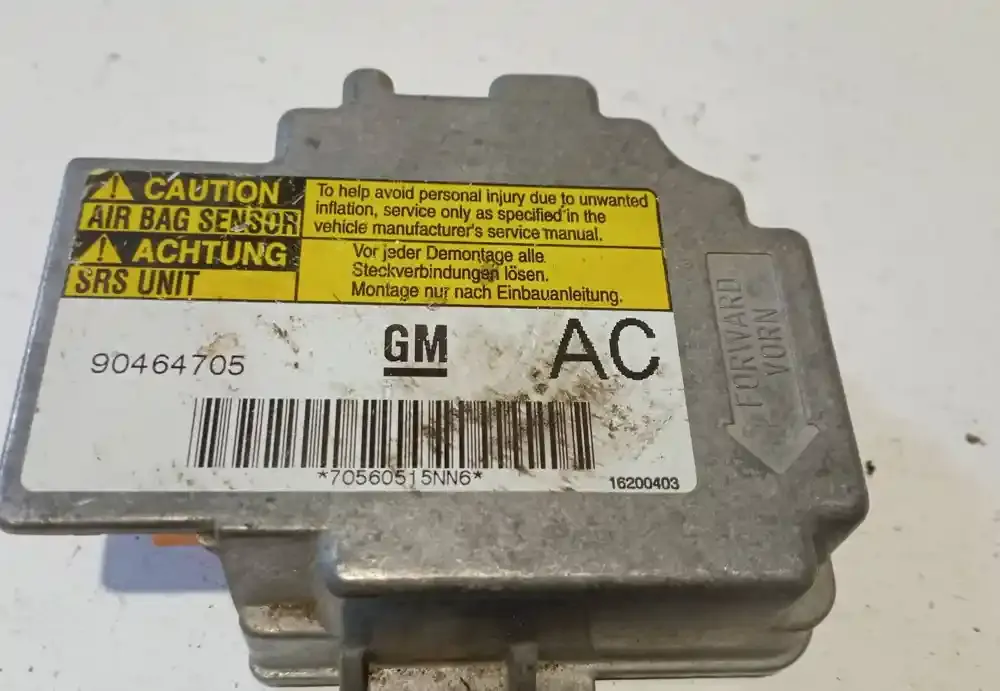 CAUTION
AIR BAG SENSOR
To help avoid personal injury due to unwanted
inflation, service only as specified in the
vehicle manufacturer's service manual.
ACHTUNG
SRS UNIT
Vor jeder Demontage alle
Steckverbindungen lösen.
Montage nur nach Einbauanleitung.
90464705
GM
AC
*70560515NN6*
16200403
FORWARD
VORN